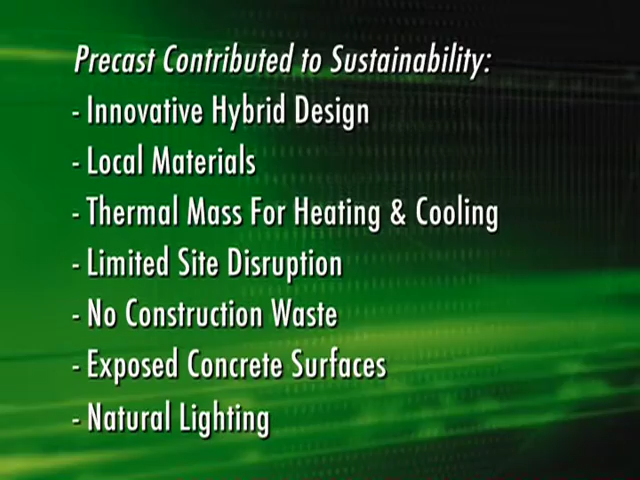 Precast Contributed to Sustainability:
- Innovative Hybrid Design
- Local Materials
- Thermal Mass For Heating & Cooling
- Limited Site Disruption
- No Construction Waste
- Exposed Concrete Surfaces
- Natural Lighting